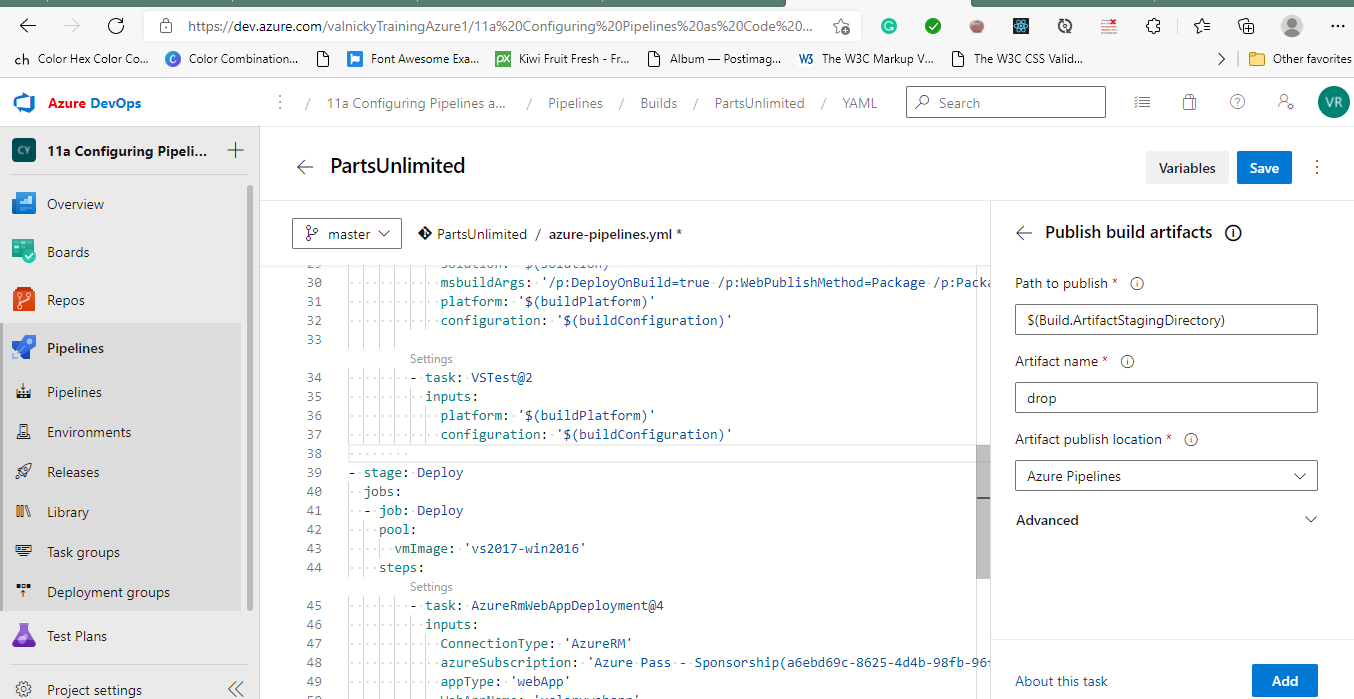 https://dev.azure.com/valnickyTrainingAzure1/11a%20Configuring%20Pipelines%20as%20Code%20...
ch Color Hex Color Co... Color Combination... Font Awesome Exa... Kiwi Fruit Fresh - Fr... Album — Postimag... The W3C Markup V... The W3C CSS Valid... Other favorites
Azure DevOps / 11a Configuring Pipelines a... / Pipelines / Builds / PartsUnlimited / YAML Search VR
CY 11a Configuring Pipeli...
Overview
Boards
Repos
Pipelines
Pipelines
Environments
Releases
Library
Task groups
Deployment groups
Test Plans
Project settings
PartsUnlimited Variables Save
master PartsUnlimited / azure-pipelines.yml *
29 solution: '$(solution)'
30 msbuildArgs: '/p:DeployOnBuild=true /p:WebPublishMethod=Package /p:Packa
31 platform: '$(buildPlatform)'
32 configuration: '$(buildConfiguration)'
33
Settings
34 - task: VSTest@2
35 inputs:
36 platform: '$(buildPlatform)'
37 configuration: '$(buildConfiguration)'
38
39 - stage: Deploy
40 jobs:
41 - job: Deploy
42 pool:
43 vmImage: 'vs2017-win2016'
44 steps:
Settings
45 - task: AzureRmWebAppDeployment@4
46 inputs:
47 ConnectionType: 'AzureRM'
48 azureSubscription: 'Azure Pass - Sponsorship(a6ebd69c-8625-4d4b-98fb-96
49 appType: 'webApp'
50
Publish build artifacts
Path to publish *
$(Build.ArtifactStagingDirectory)
Artifact name *
drop
Artifact publish location *
Azure Pipelines
Advanced
About this task Add